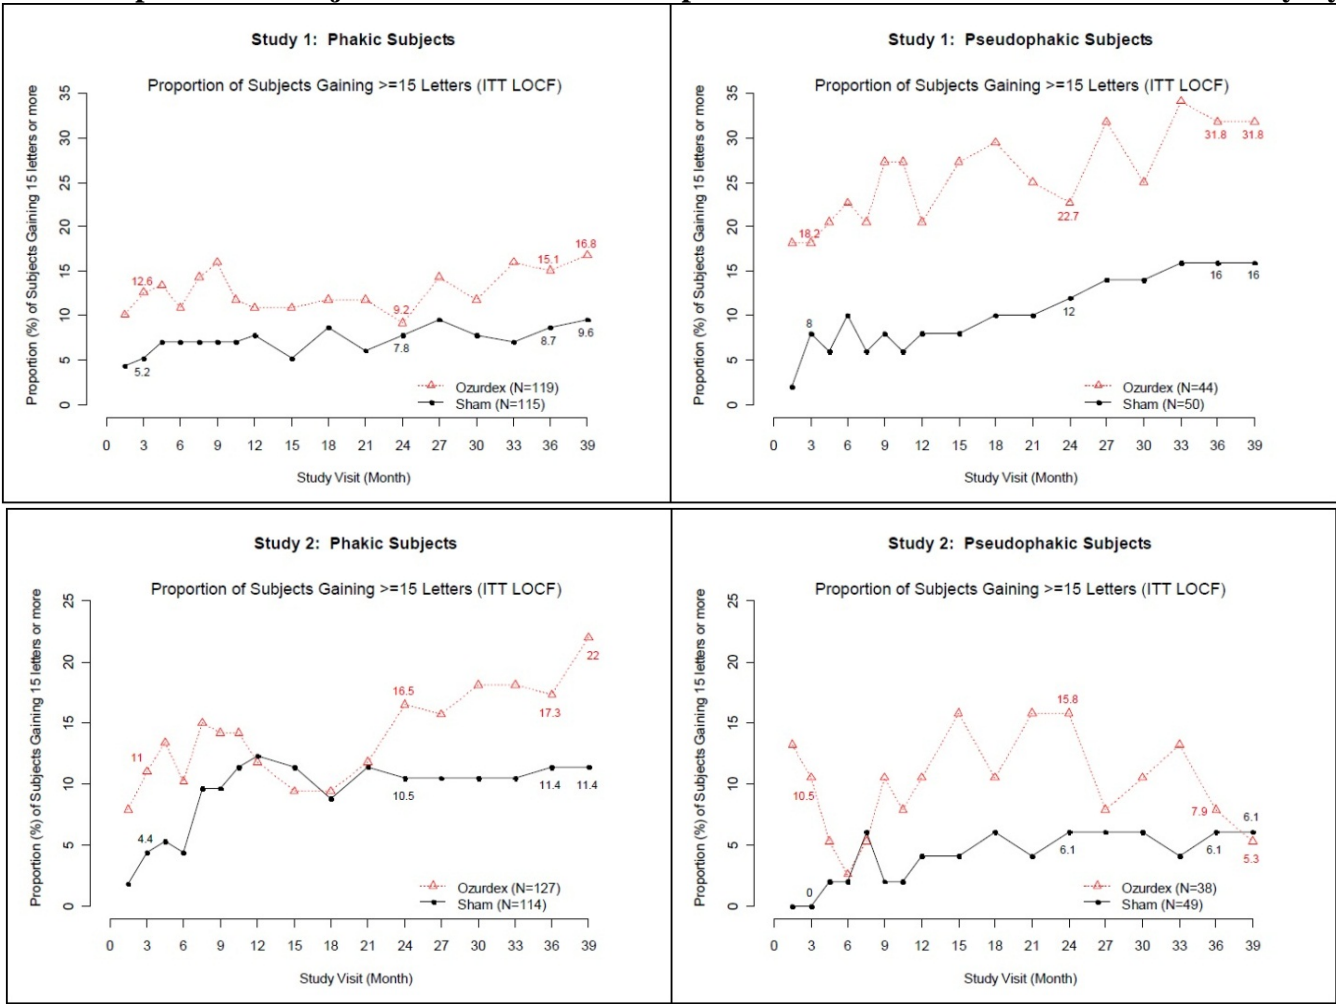 Study 1: Phakic Subjects
Proportion of Subjects Gaining >=15 Letters (ITT LOCF)
Proportion (%) of Subjects Gaining 15 letters or more
35
30
25
20
15
10
5
0
12.6
9.2
15.1
16.8
5.2
7.8
8.7
9.6
Ozurdex (N=119)
Sham (N=115)
0 3 6 9 12 15 18 21 24 27 30 33 36 39
Study Visit (Month)
Study 1: Pseudophakic Subjects
Proportion of Subjects Gaining >=15 Letters (ITT LOCF)
Proportion (%) of Subjects Gaining 15 letters or more
35
30
25
20
15
10
5
0
18.2
22.7
31.8
31.8
8
12
16
16
Ozurdex (N=44)
Sham (N=50)
0 3 6 9 12 15 18 21 24 27 30 33 36 39
Study Visit (Month)
Study 2: Phakic Subjects
Proportion of Subjects Gaining >=15 Letters (ITT LOCF)
Proportion (%) of Subjects Gaining 15 letters or more
25
20
15
10
5
0
11
16.5
17.3
22
4.4
10.5
11.4
11.4
Ozurdex (N=127)
Sham (N=114)
0 3 6 9 12 15 18 21 24 27 30 33 36 39
Study Visit (Month)
Study 2: Pseudophakic Subjects
Proportion of Subjects Gaining >=15 Letters (ITT LOCF)
Proportion (%) of Subjects Gaining 15 letters or more
25
20
15
10
5
0
10.5
15.8
7.9
5.3
0
6.1
6.1
6.1
Ozurdex (N=38)
Sham (N=49)
0 3 6 9 12 15 18 21 24 27 30 33 36 39
Study Visit (Month)